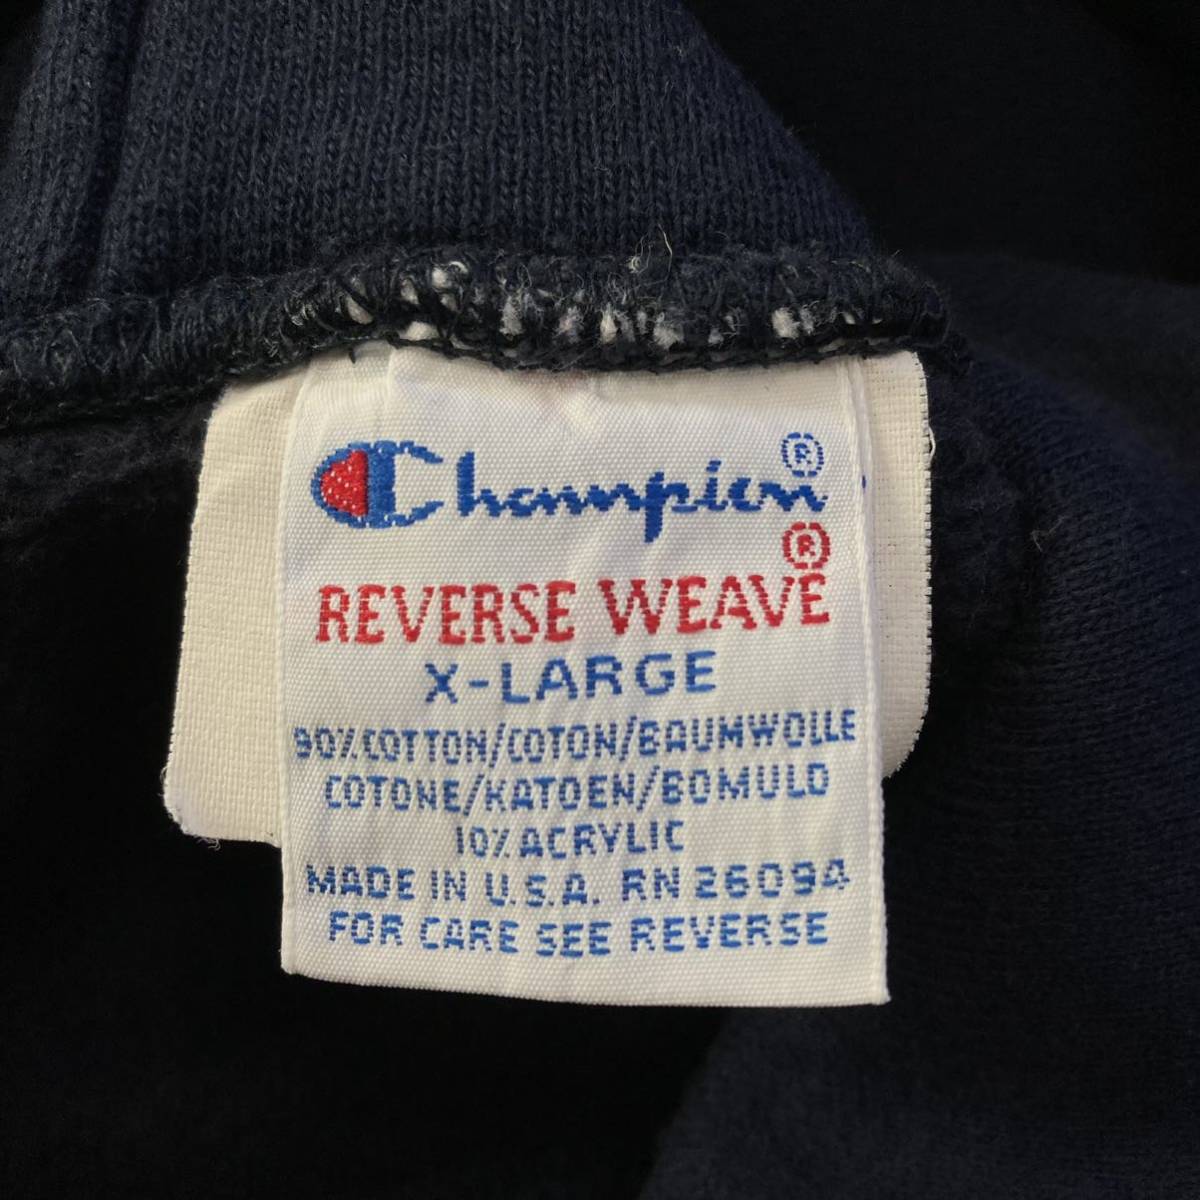 Champion®
REVERSE WEAVE®
X-LARGE
90% COTTON/COTON/BAUMWOLLE
COTONE/KATOEN/BOMULD
10% ACRYLIC
MADE IN U.S.A. RN 26094
FOR CARE SEE REVERSE